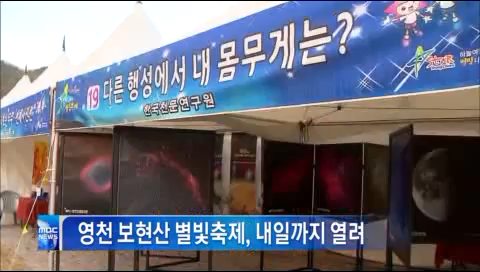 19 다른 행성에서 내 몸무게는?
한국천문연구원
mbc
NEWS
영천 보현산 별빛축제, 내일까지 열려